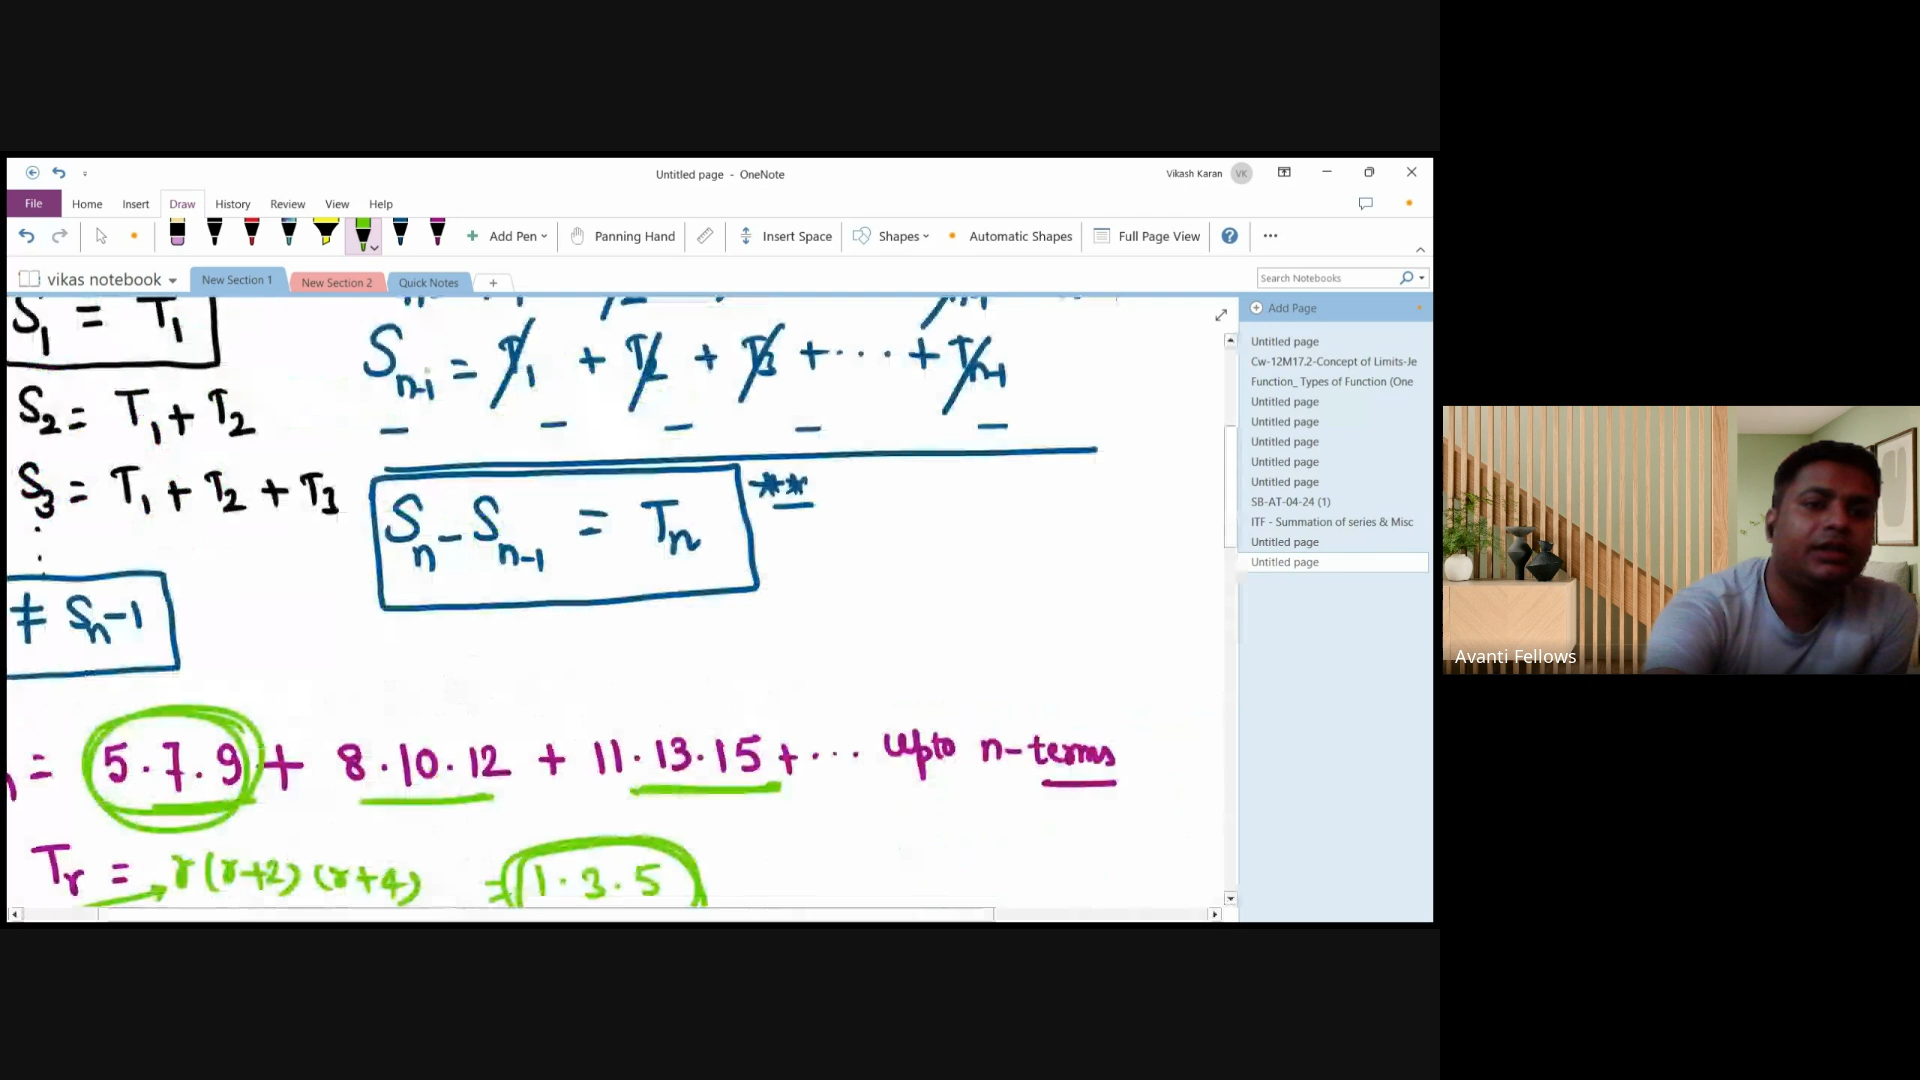 Untitled page - OneNote
Vikash Karan VK
File Home Insert Draw History Review View Help
Add Pen Panning Hand Insert Space Shapes Automatic Shapes Full Page View
vikas notebook New Section 1 New Section 2 Quick Notes Search Notebooks
Add Page
Untitled page
Cw-12M17.2-Concept of Limits-Je
Function_ Types of Function (One
Untitled page
Untitled page
Untitled page
Untitled page
Untitled page
SB-AT-04-24 (1)
ITF - Summation of series & Misc
Untitled page
Untitled page
S₁ = T₁
S₂ = T₁ + T₂
S₃ = T₁ + T₂ + T₃
≠ Sₙ-1
Sₙ₋₁ = T₁ + T₂ + T₃ + ... + Tₙ₋₁
- - - - -
Sₙ - Sₙ₋₁ = Tₙ **
= 5.7.9 + 8.10.12 + 11.13.15 + ... upto n-terms
Tᵣ = r(r+2)(r+4) = 1.3.5
Avanti Fellows